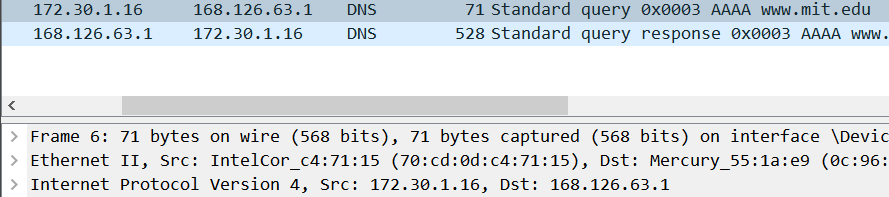 172.30.1.16 168.126.63.1 DNS 71 Standard query 0x0003 AAAA www.mit.edu
168.126.63.1 172.30.1.16 DNS 528 Standard query response 0x0003 AAAA www.
Frame 6: 71 bytes on wire (568 bits), 71 bytes captured (568 bits) on interface \Devic
Ethernet II, Src: IntelCor_c4:71:15 (70:cd:0d:c4:71:15), Dst: Mercury_55:1a:e9 (0c:96:
Internet Protocol Version 4, Src: 172.30.1.16, Dst: 168.126.63.1